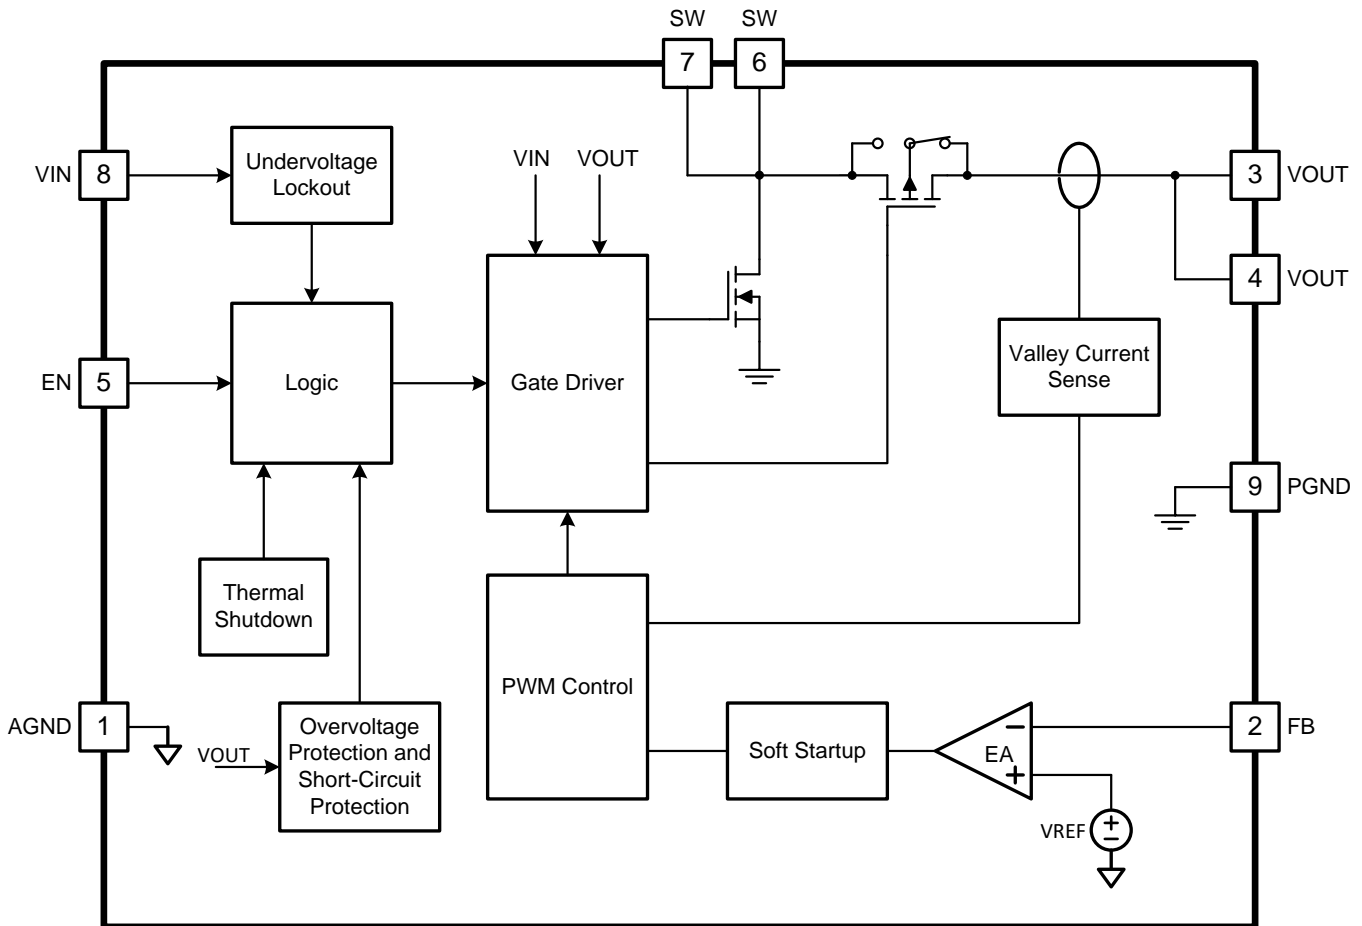 SW
SW
7
6
VIN
8
Undervoltage
Lockout
VIN
VOUT
3
VOUT
4
VOUT
EN
5
Logic
Gate Driver
Valley Current
Sense
9
PGND
Thermal
Shutdown
PWM Control
AGND
1
VOUT
Overvoltage
Protection and
Short-Circuit
Protection
Soft Startup
EA
2
FB
VREF